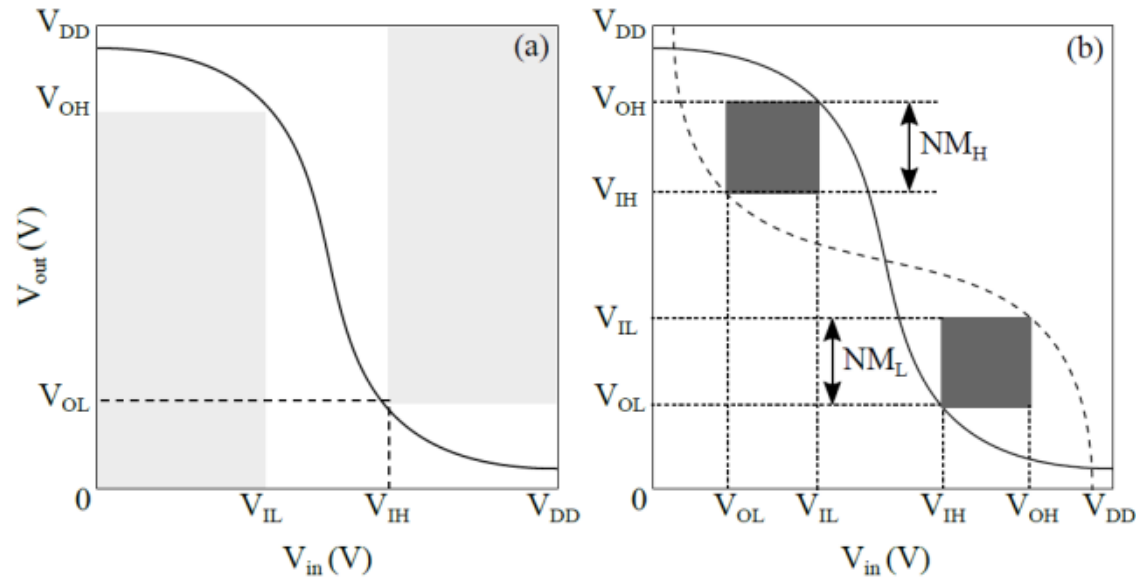 V_DD
(a)
V_OH
V_out (V)
V_OL
0
V_IL
V_IH
V_DD
V_in (V)
V_DD
(b)
V_OH
NM_H
V_IH
V_IL
NM_L
V_OL
0
V_OL
V_IL
V_IH
V_OH
V_DD
V_in (V)